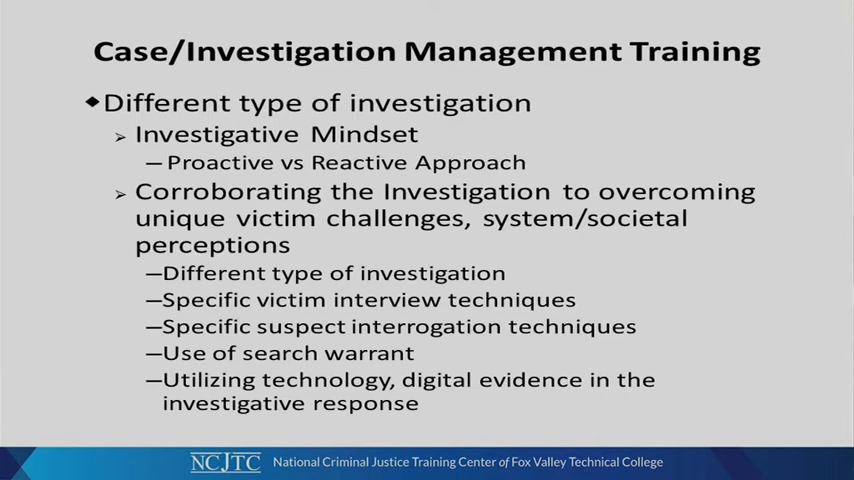 Case/Investigation Management Training
◆Different type of investigation
➢ Investigative Mindset
– Proactive vs Reactive Approach
➢ Corroborating the Investigation to overcoming
unique victim challenges, system/societal
perceptions
–Different type of investigation
–Specific victim interview techniques
–Specific suspect interrogation techniques
–Use of search warrant
–Utilizing technology, digital evidence in the
investigative response
NCJTC National Criminal Justice Training Center of Fox Valley Technical College